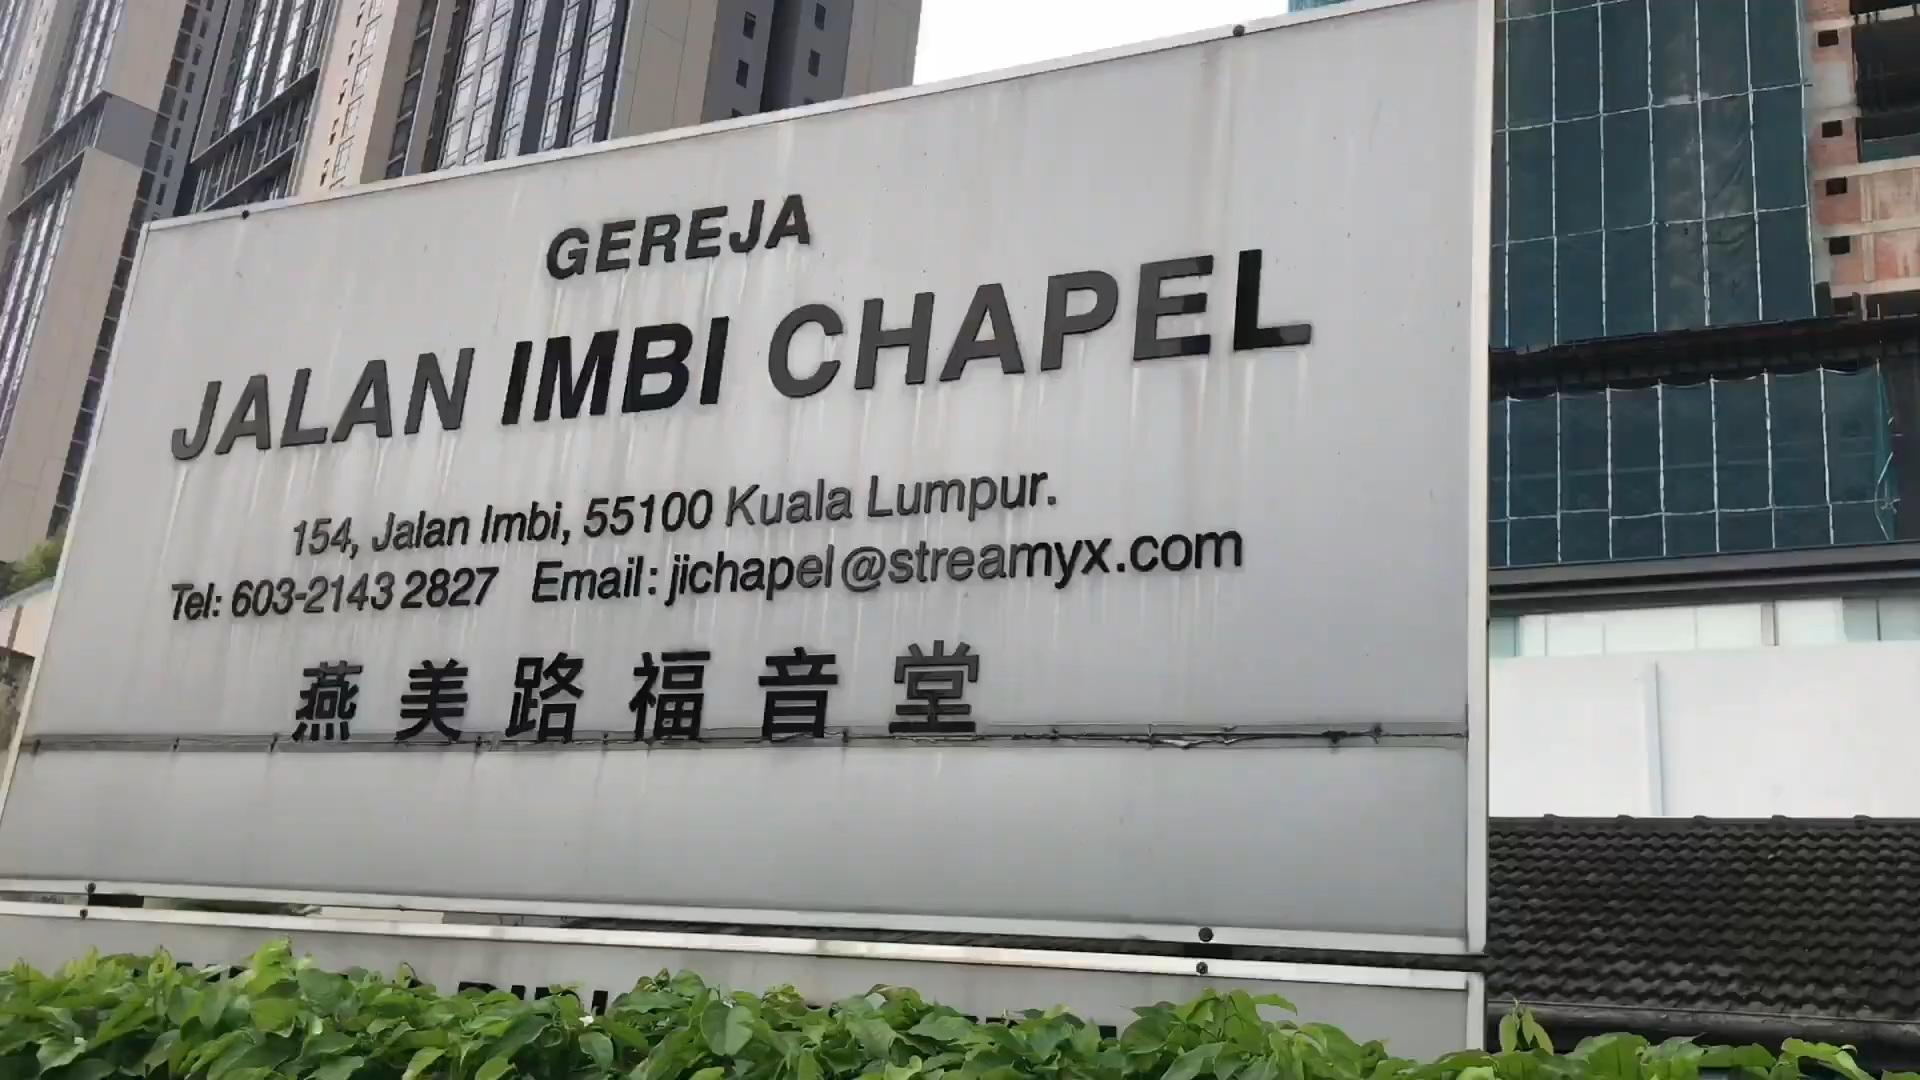 GEREJA
JALAN IMBI CHAPEL
154, Jalan Imbi, 55100 Kuala Lumpur.
Tel: 603-2143 2827 Email: jichapel@streamyx.com
燕美路福音堂